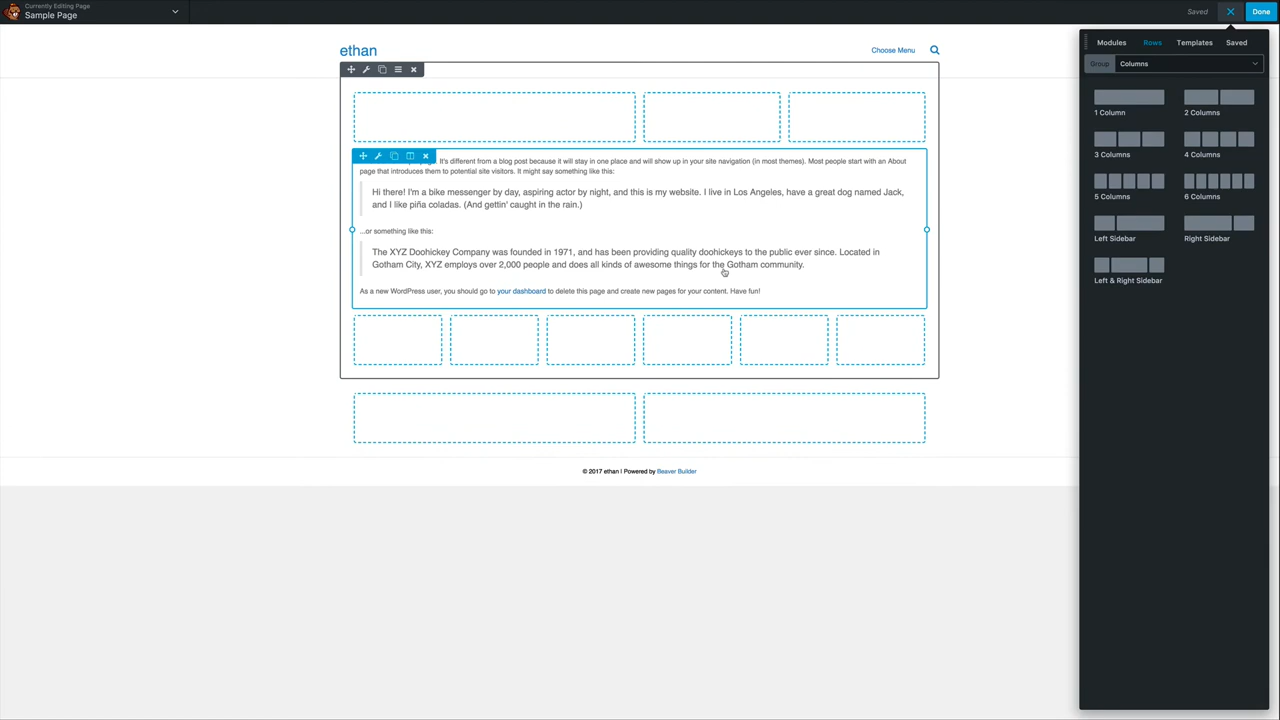 Currently Editing Page
Sample Page
Saved
Done
ethan
Choose Menu
Modules
Rows
Templates
Saved
Group
Columns
1 Column
2 Columns
3 Columns
4 Columns
5 Columns
6 Columns
Left Sidebar
Right Sidebar
Left & Right Sidebar
It's different from a blog post because it will stay in one place and will show up in your site navigation (in most themes). Most people start with an About
page that introduces them to potential site visitors. It might say something like this:
Hi there! I'm a bike messenger by day, aspiring actor by night, and this is my website. I live in Los Angeles, have a great dog named Jack,
and I like piña coladas. (And gettin' caught in the rain.)
...or something like this:
The XYZ Doohickey Company was founded in 1971, and has been providing quality doohickeys to the public ever since. Located in
Gotham City, XYZ employs over 2,000 people and does all kinds of awesome things for the Gotham community.
As a new WordPress user, you should go to your dashboard to delete this page and create new pages for your content. Have fun!
© 2017 ethan | Powered by Beaver Builder